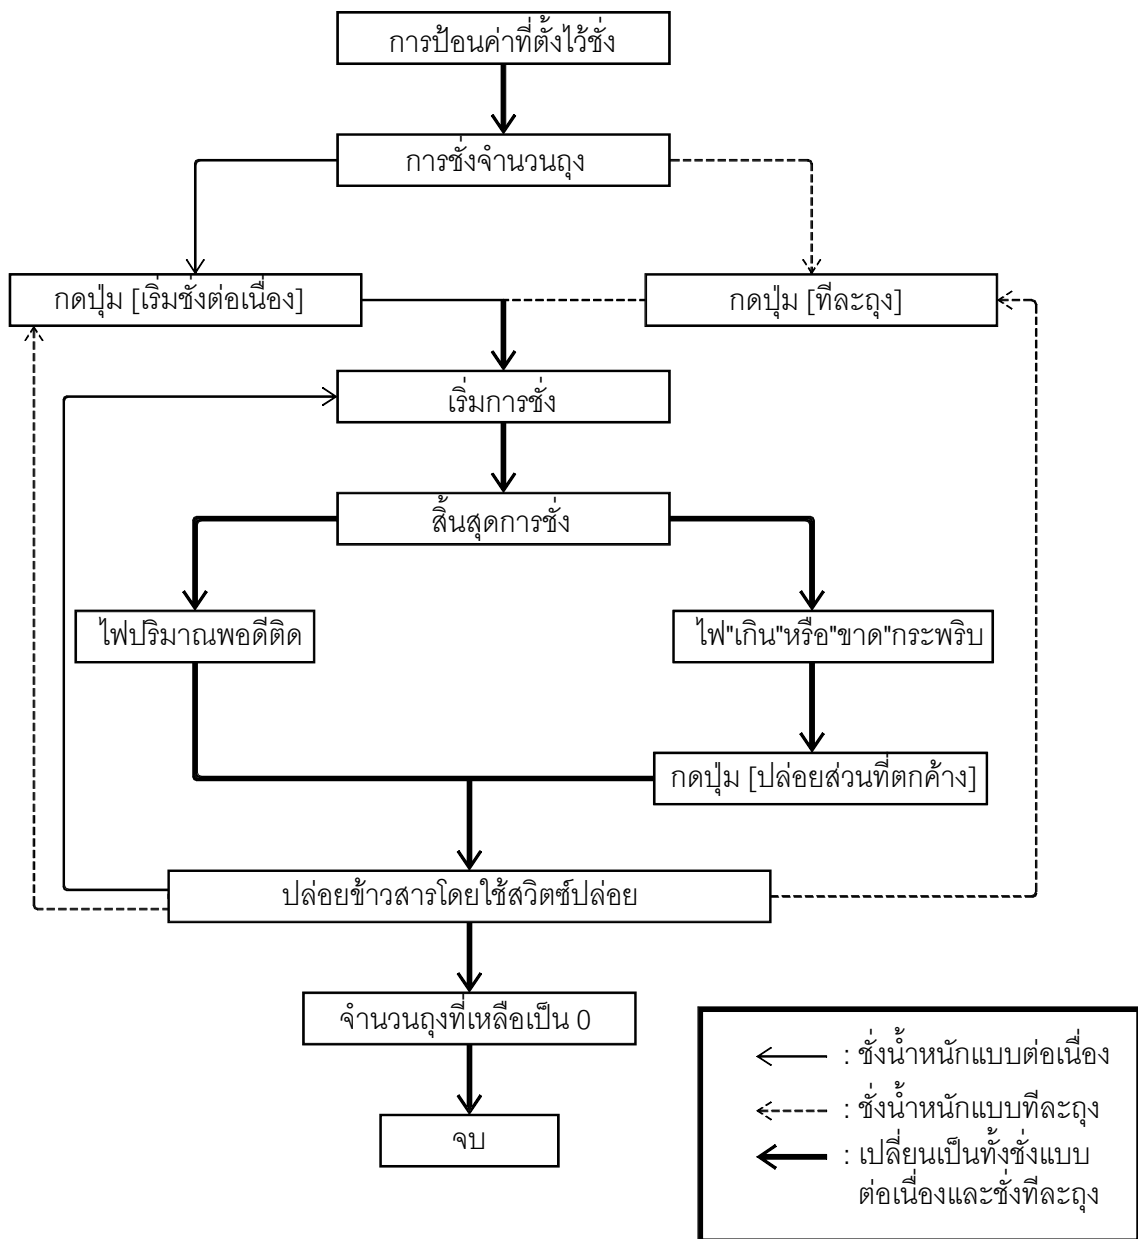 การป้อนค่าที่ตั้งไว้ชั่ง
การชั่งจำนวนถุง
กดปุ่ม [เริ่มชั่งต่อเนื่อง]
กดปุ่ม [ทีละถุง]
เริ่มการชั่ง
สิ้นสุดการชั่ง
ไฟปริมาณพอดีติด
ไฟ"เกิน"หรือ"ขาด"กระพริบ
กดปุ่ม [ปล่อยส่วนที่ตกค้าง]
ปล่อยข้าวสารโดยใช้สวิตซ์ปล่อย
จำนวนถุงที่เหลือเป็น 0
จบ
: ชั่งน้ำหนักแบบต่อเนื่อง
: ชั่งน้ำหนักแบบทีละถุง
: เปลี่ยนเป็นทั้งชั่งแบบ
ต่อเนื่องและชั่งทีละถุง